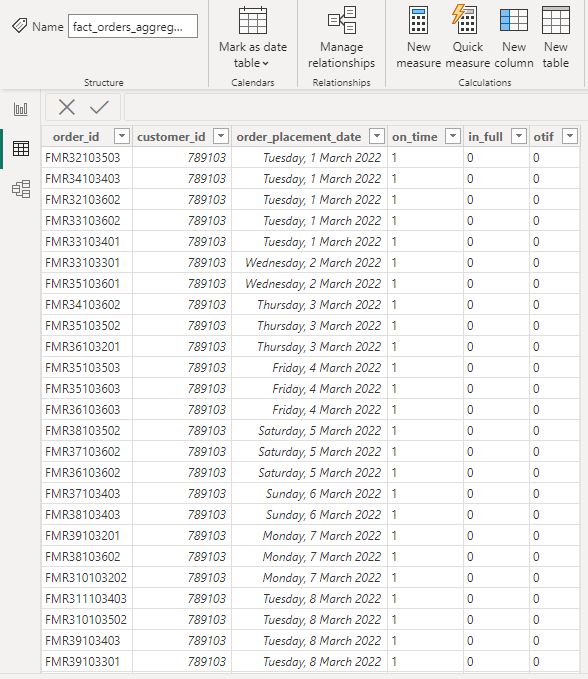 Name fact_orders_aggreg...
Mark as date table
Manage relationships
New measure
Quick measure
New column
New table
Structure Calendars Relationships Calculations
order_id customer_id order_placement_date on_time in_full otif
FMR32103503 789103 Tuesday, 1 March 2022 1 0 0
FMR34103403 789103 Tuesday, 1 March 2022 1 0 0
FMR32103602 789103 Tuesday, 1 March 2022 1 0 0
FMR33103602 789103 Tuesday, 1 March 2022 1 0 0
FMR33103401 789103 Tuesday, 1 March 2022 1 0 0
FMR33103301 789103 Wednesday, 2 March 2022 1 0 0
FMR35103601 789103 Wednesday, 2 March 2022 1 0 0
FMR34103602 789103 Thursday, 3 March 2022 1 0 0
FMR35103502 789103 Thursday, 3 March 2022 1 0 0
FMR36103201 789103 Thursday, 3 March 2022 1 0 0
FMR35103503 789103 Friday, 4 March 2022 1 0 0
FMR35103603 789103 Friday, 4 March 2022 1 0 0
FMR36103603 789103 Friday, 4 March 2022 1 0 0
FMR38103502 789103 Saturday, 5 March 2022 1 0 0
FMR37103602 789103 Saturday, 5 March 2022 1 0 0
FMR36103602 789103 Saturday, 5 March 2022 1 0 0
FMR37103403 789103 Sunday, 6 March 2022 1 0 0
FMR38103403 789103 Sunday, 6 March 2022 1 0 0
FMR39103201 789103 Monday, 7 March 2022 1 0 0
FMR38103602 789103 Monday, 7 March 2022 1 0 0
FMR310103202 789103 Monday, 7 March 2022 1 0 0
FMR311103403 789103 Tuesday, 8 March 2022 1 0 0
FMR310103502 789103 Tuesday, 8 March 2022 1 0 0
FMR39103403 789103 Tuesday, 8 March 2022 1 0 0
FMR39103301 789103 Tuesday, 8 March 2022 1 0 0